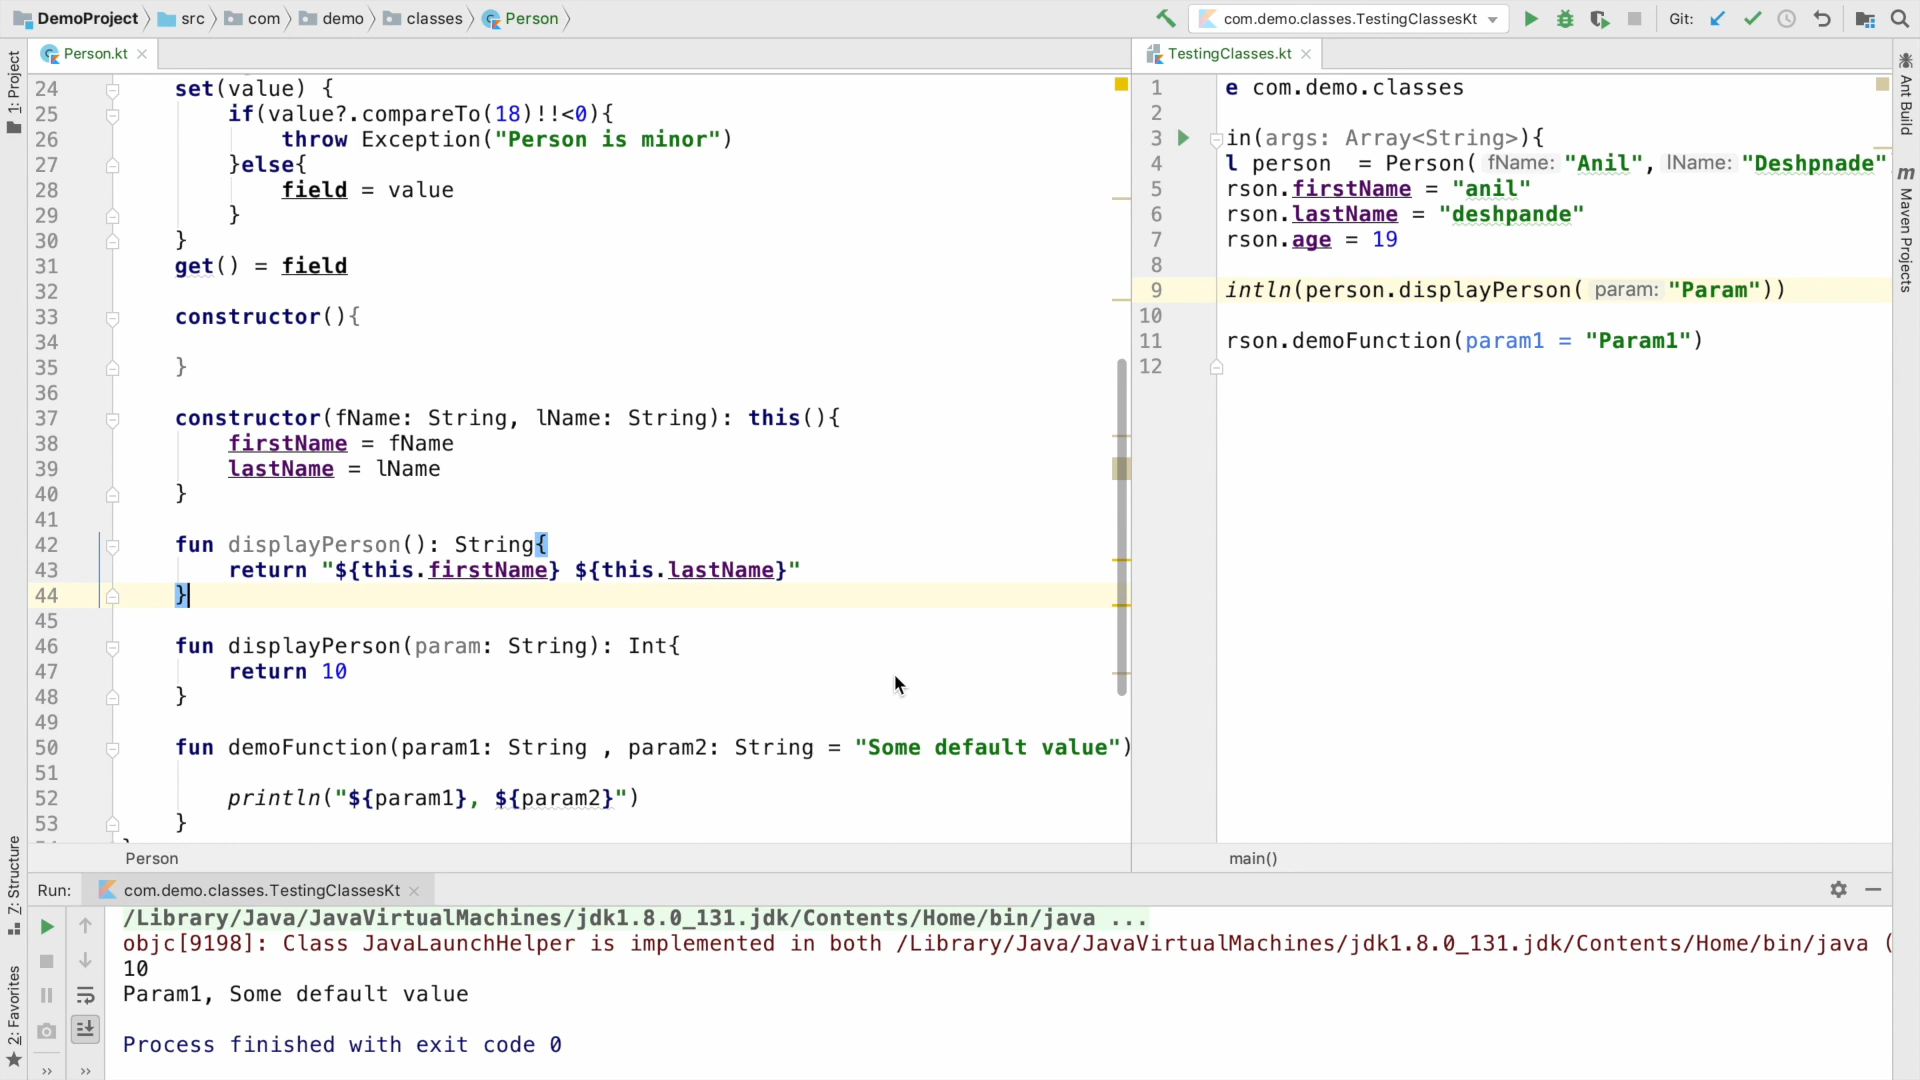 DemoProject src com demo classes Person com.demo.classes.TestingClassesKt Git:
1: Project
Person.kt
24 set(value) {
25 if(value?.compareTo(18)!!<0){
26 throw Exception("Person is minor")
27 }else{
28 field = value
29 }
30 }
31 get() = field
32
33 constructor(){
34
35 }
36
37 constructor(fName: String, lName: String): this(){
38 firstName = fName
39 lastName = lName
40 }
41
42 fun displayPerson(): String{
43 return "${this.firstName} ${this.lastName}"
44 }
45
46 fun displayPerson(param: String): Int{
47 return 10
48 }
49
50 fun demoFunction(param1: String , param2: String = "Some default value")
51
52 println("${param1}, ${param2}")
53 }
Person
TestingClasses.kt
1 e com.demo.classes
2
3 in(args: Array<String>){
4 l person = Person( fName: "Anil", lName: "Deshpnade"
5 rson.firstName = "anil"
6 rson.lastName = "deshpande"
7 rson.age = 19
8
9 intln(person.displayPerson( param: "Param"))
10
11 rson.demoFunction(param1 = "Param1")
12
main()
Ant Build
m Maven Projects
7: Structure
2: Favorites
Run: com.demo.classes.TestingClassesKt
/Library/Java/JavaVirtualMachines/jdk1.8.0_131.jdk/Contents/Home/bin/java ...
objc[9198]: Class JavaLaunchHelper is implemented in both /Library/Java/JavaVirtualMachines/jdk1.8.0_131.jdk/Contents/Home/bin/java (
10
Param1, Some default value
Process finished with exit code 0